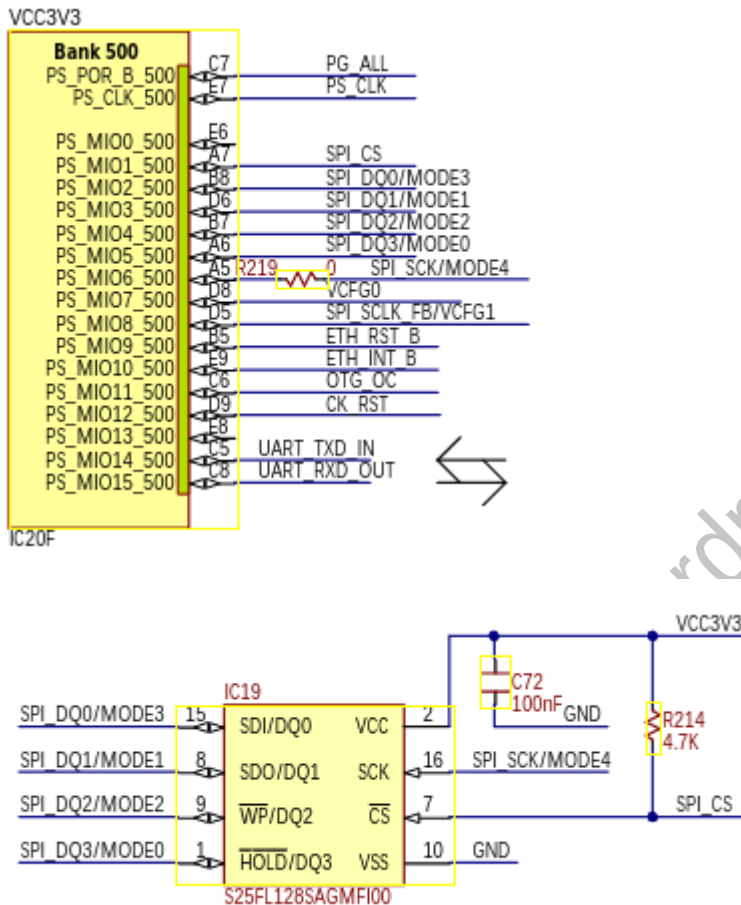 VCC3V3
Bank 500
PS_POR_B_500 C7 PG_ALL
PS_CLK_500 E7 PS_CLK
PS_MIO0_500 E6
PS_MIO1_500 A7 SPI_CS
PS_MIO2_500 B8 SPI_DQ0/MODE3
PS_MIO3_500 D6 SPI_DQ1/MODE1
PS_MIO4_500 B7 SPI_DQ2/MODE2
PS_MIO5_500 A6 SPI_DQ3/MODE0
PS_MIO6_500 A5 R219 0 SPI_SCK/MODE4
PS_MIO7_500 D8 VCFG0
PS_MIO8_500 D5 SPI_SCLK_FB/VCFG1
PS_MIO9_500 B5 ETH_RST_B
PS_MIO10_500 E9 ETH_INT_B
PS_MIO11_500 C6 OTG_OC
PS_MIO12_500 D9 CK_RST
PS_MIO13_500 E8
PS_MIO14_500 C5 UART_TXD_IN
PS_MIO15_500 C8 UART_RXD_OUT
IC20F
VCC3V3
C72
100nF GND
R214
4.7K
IC19
SPI_DQ0/MODE3 15 SDI/DQ0 VCC 2
SPI_DQ1/MODE1 8 SDO/DQ1 SCK 16 SPI_SCK/MODE4
SPI_DQ2/MODE2 9 WP/DQ2 CS 7 SPI_CS
SPI_DQ3/MODE0 1 HOLD/DQ3 VSS 10 GND
S25FL128SAGMFI00